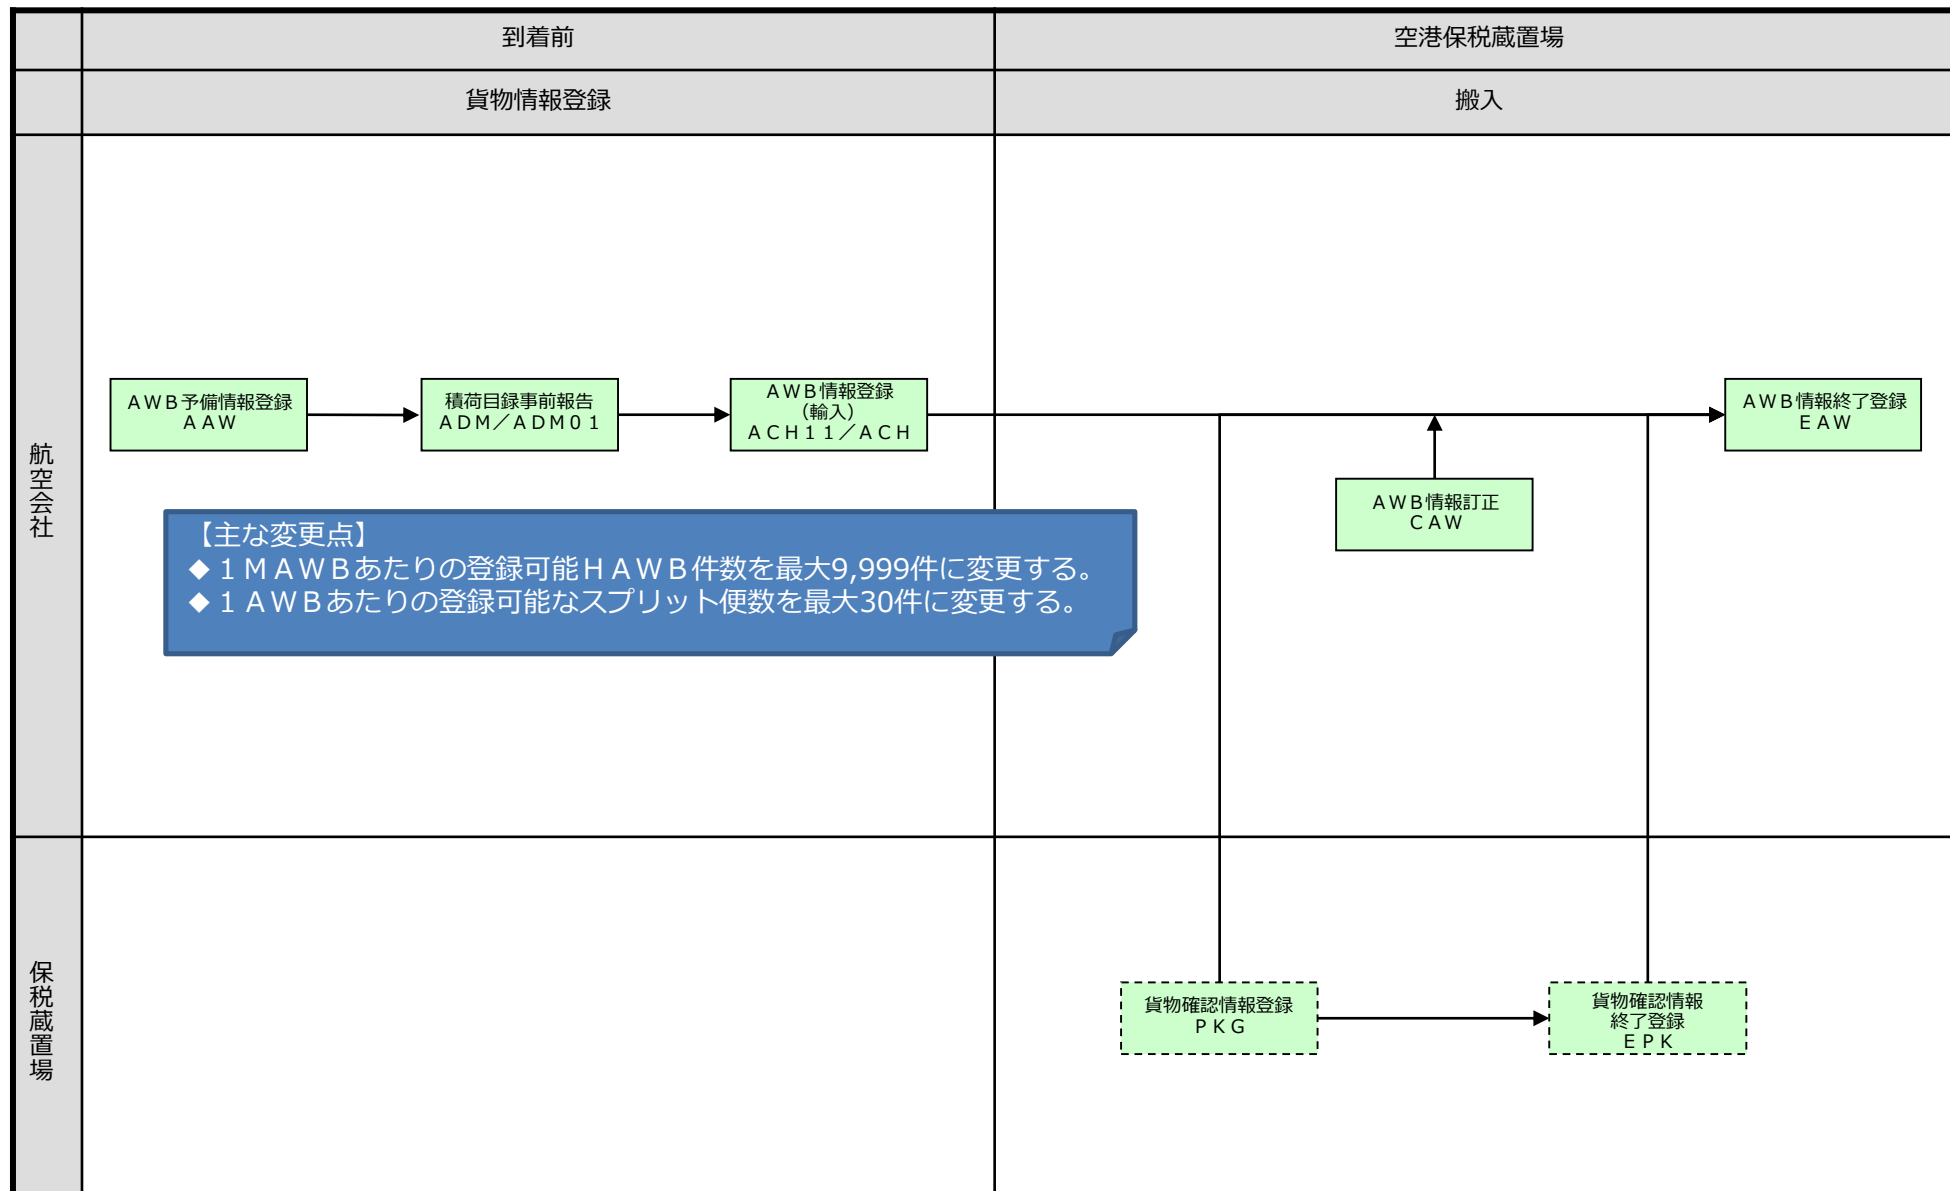 到着前
空港保税蔵置場
貨物情報登録
搬入
航空会社
ＡＷＢ予備情報登録
ＡＡＷ
積荷目録事前報告
ＡＤＭ／ＡＤＭ０１
ＡＷＢ情報登録
（輸入）
ＡＣＨ１１／ＡＣＨ
ＡＷＢ情報終了登録
ＥＡＷ
ＡＷＢ情報訂正
ＣＡＷ
【主な変更点】
◆１ＭＡＷＢあたりの登録可能ＨＡＷＢ件数を最大9,999件に変更する。
◆１ＡＷＢあたりの登録可能なスプリット便数を最大30件に変更する。
保税蔵置場
貨物確認情報登録
ＰＫＧ
貨物確認情報
終了登録
ＥＰＫ